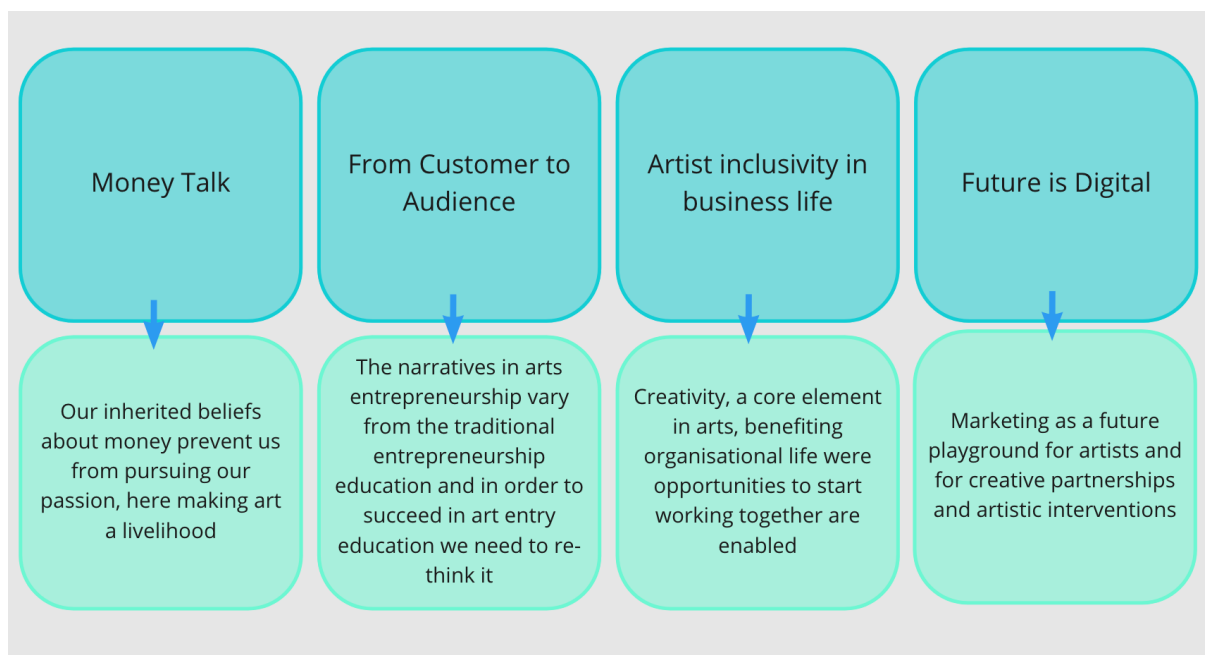 Money Talk
From Customer to
Audience
Artist inclusivity in
business life
Future is Digital
Our inherited beliefs
about money prevent us
from pursuing our
passion, here making art
a livelihood
The narratives in arts
entrepreneurship vary
from the traditional
entrepreneurship
education and in order to
succeed in art entry
education we need to re-
think it
Creativity, a core element
in arts, benefiting
organisational life were
opportunities to start
working together are
enabled
Marketing as a future
playground for artists and
for creative partnerships
and artistic interventions